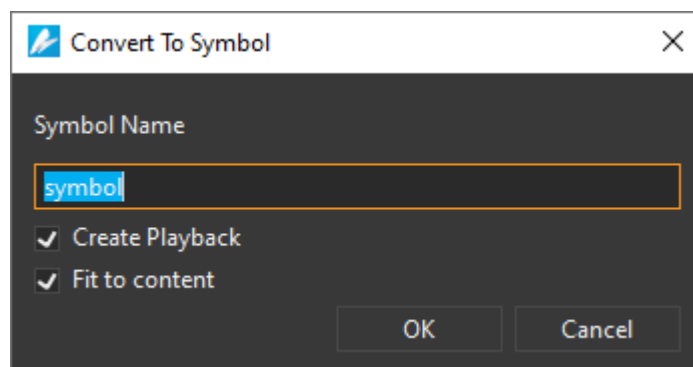 Convert To Symbol
Symbol Name
symbol
Create Playback
Fit to content
OK Cancel